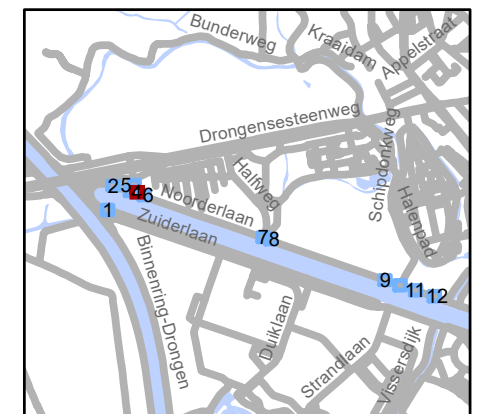 Bunderweg
Kraaidam
Appelstraat
Drongensesteenweg
Halfweg
Schipdonkweg
Halenpad
2
5
4
6
Noorderlaan
1
Zuiderlaan
7
8
Binnenring-Drongen
9
11
12
Duiklaan
Strandlaan
Vissersdijk